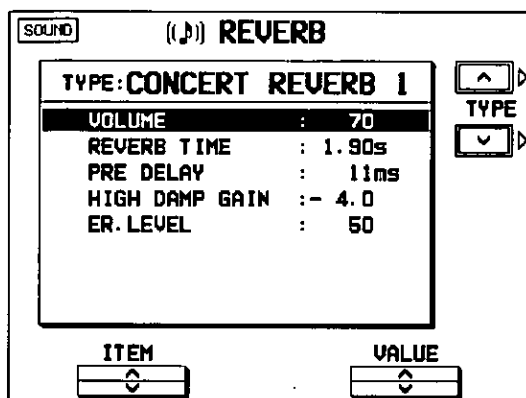 SOUND
REVERB
TYPE:CONCERT REVERB 1
VOLUME : 70
REVERB TIME : 1.90s
PRE DELAY : 11ms
HIGH DAMP GAIN :- 4.0
ER.LEVEL : 50
TYPE
ITEM
VALUE